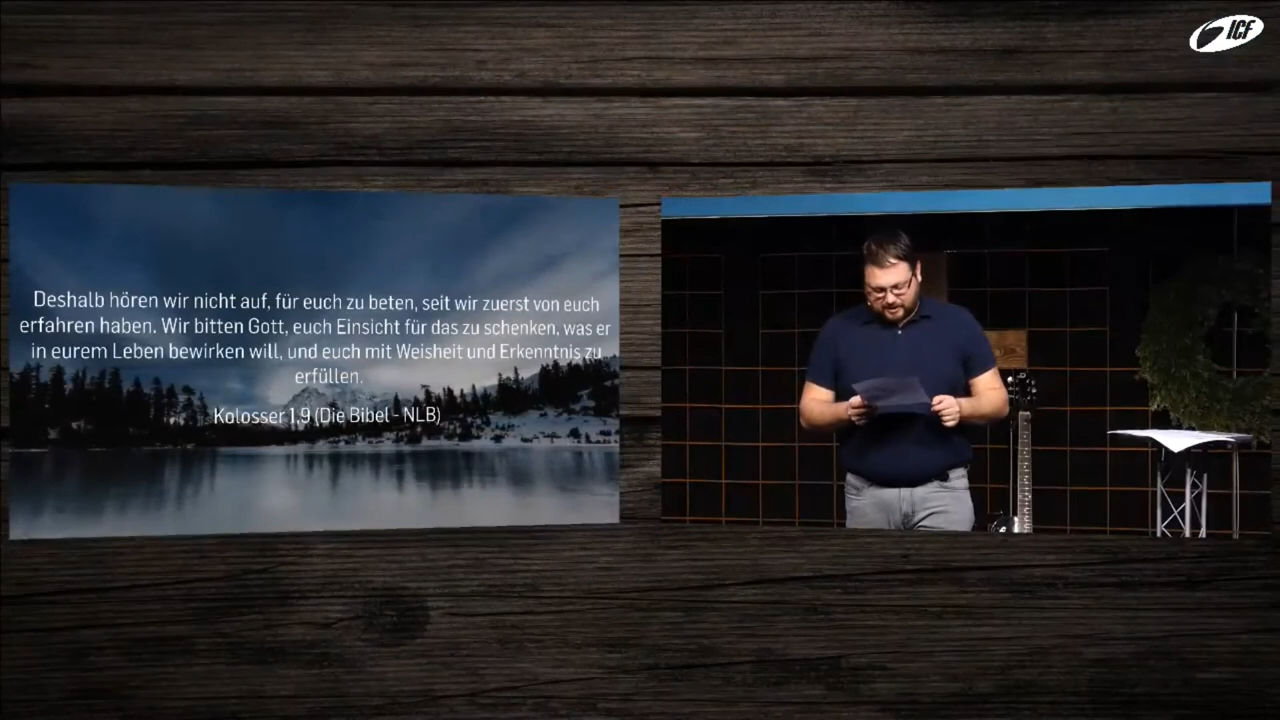 ICF
Deshalb hören wir nicht auf, für euch zu beten, seit wir zuerst von euch
erfahren haben. Wir bitten Gott, euch Einsicht für das zu schenken, was er
in eurem Leben bewirken will, und euch mit Weisheit und Erkenntnis zu
erfüllen.
Kolosser 1,9 (Die Bibel - NLB)